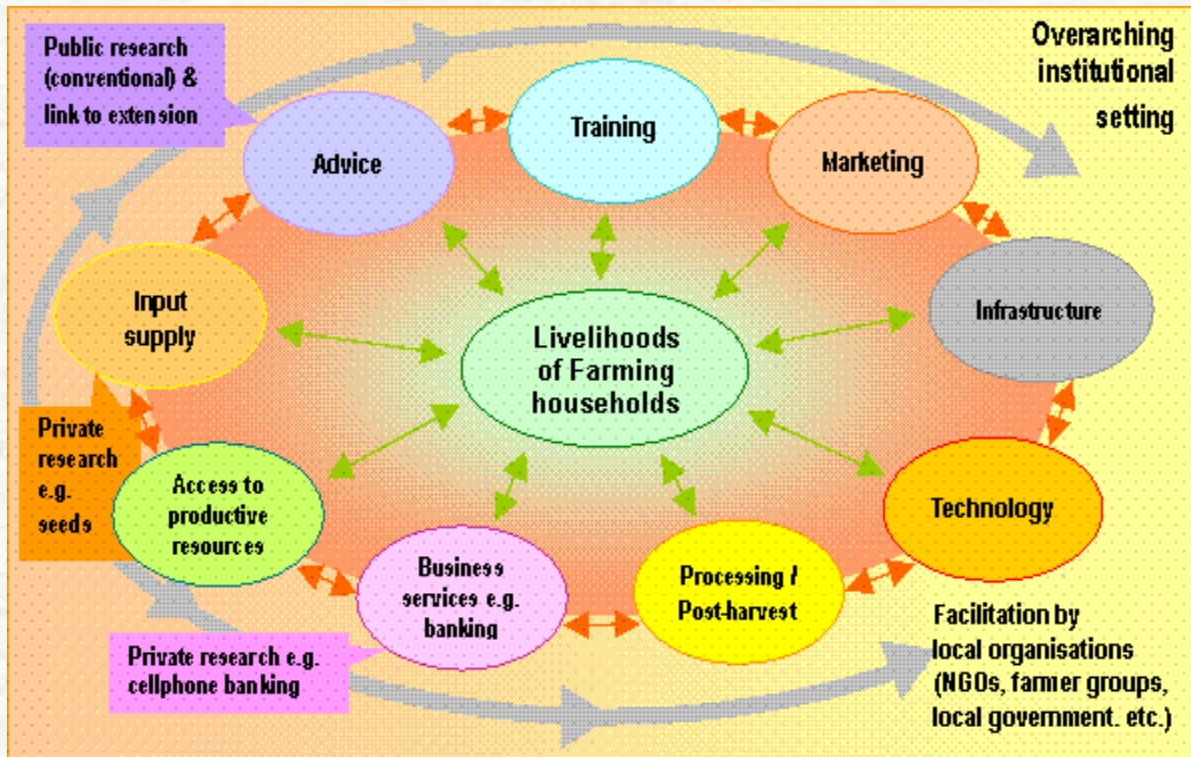 Public research
(conventional) &
link to extension
Overarching
institutional
setting
Training
Advice
Marketing
Input
supply
Infrastructure
Livelihoods
of Farming
households
Private
research
e.g.
seeds
Access to
productive
resources
Technology
Business
services e.g.
banking
Processing /
Post-harvest
Private research e.g.
cellphone banking
Facilitation by
local organisations
(NGOs, farmer groups,
local government. etc.)